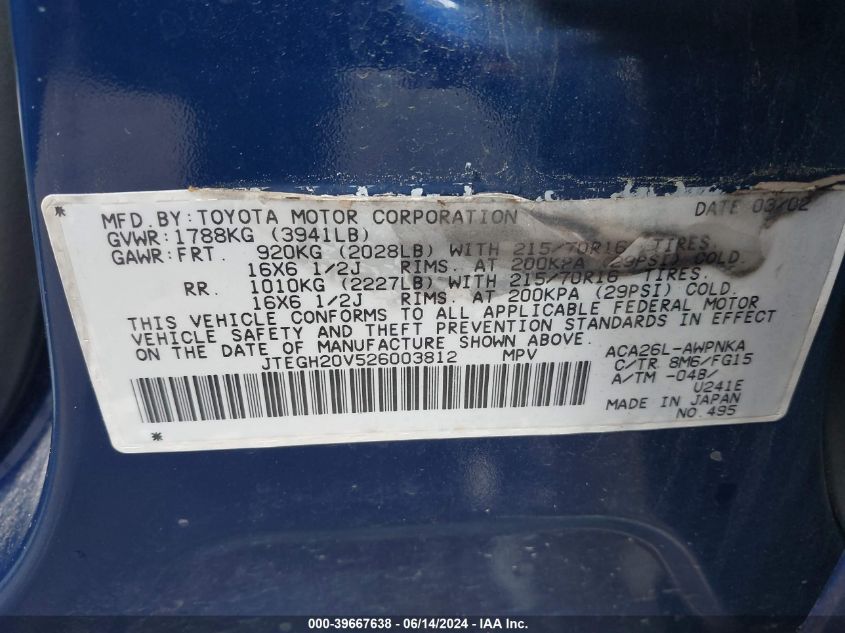 * MFD. BY: TOYOTA MOTOR CORPORATION DATE 03/02
GVWR: 1788KG (3941LB)
GAWR: FRT. 920KG (2028LB) WITH 215/70R16 TIRES.
16X6 1/2J RIMS. AT 200KPA (29PSI) COLD.
RR. 1010KG (2227LB) WITH 215/70R16 TIRES.
16X6 1/2J RIMS. AT 200KPA (29PSI) COLD.
THIS VEHICLE CONFORMS TO ALL APPLICABLE FEDERAL MOTOR
VEHICLE SAFETY AND THEFT PREVENTION STANDARDS IN EFFECT
ON THE DATE OF MANUFACTURE SHOWN ABOVE.
JTEGH20V526003812 MPV
ACA26L-AWPNKA
C/TR 8M6/FG15
A/TM -04B/
U241E
MADE IN JAPAN
* NO. 495
000-39667638 - 06/14/2024 - IAA Inc.